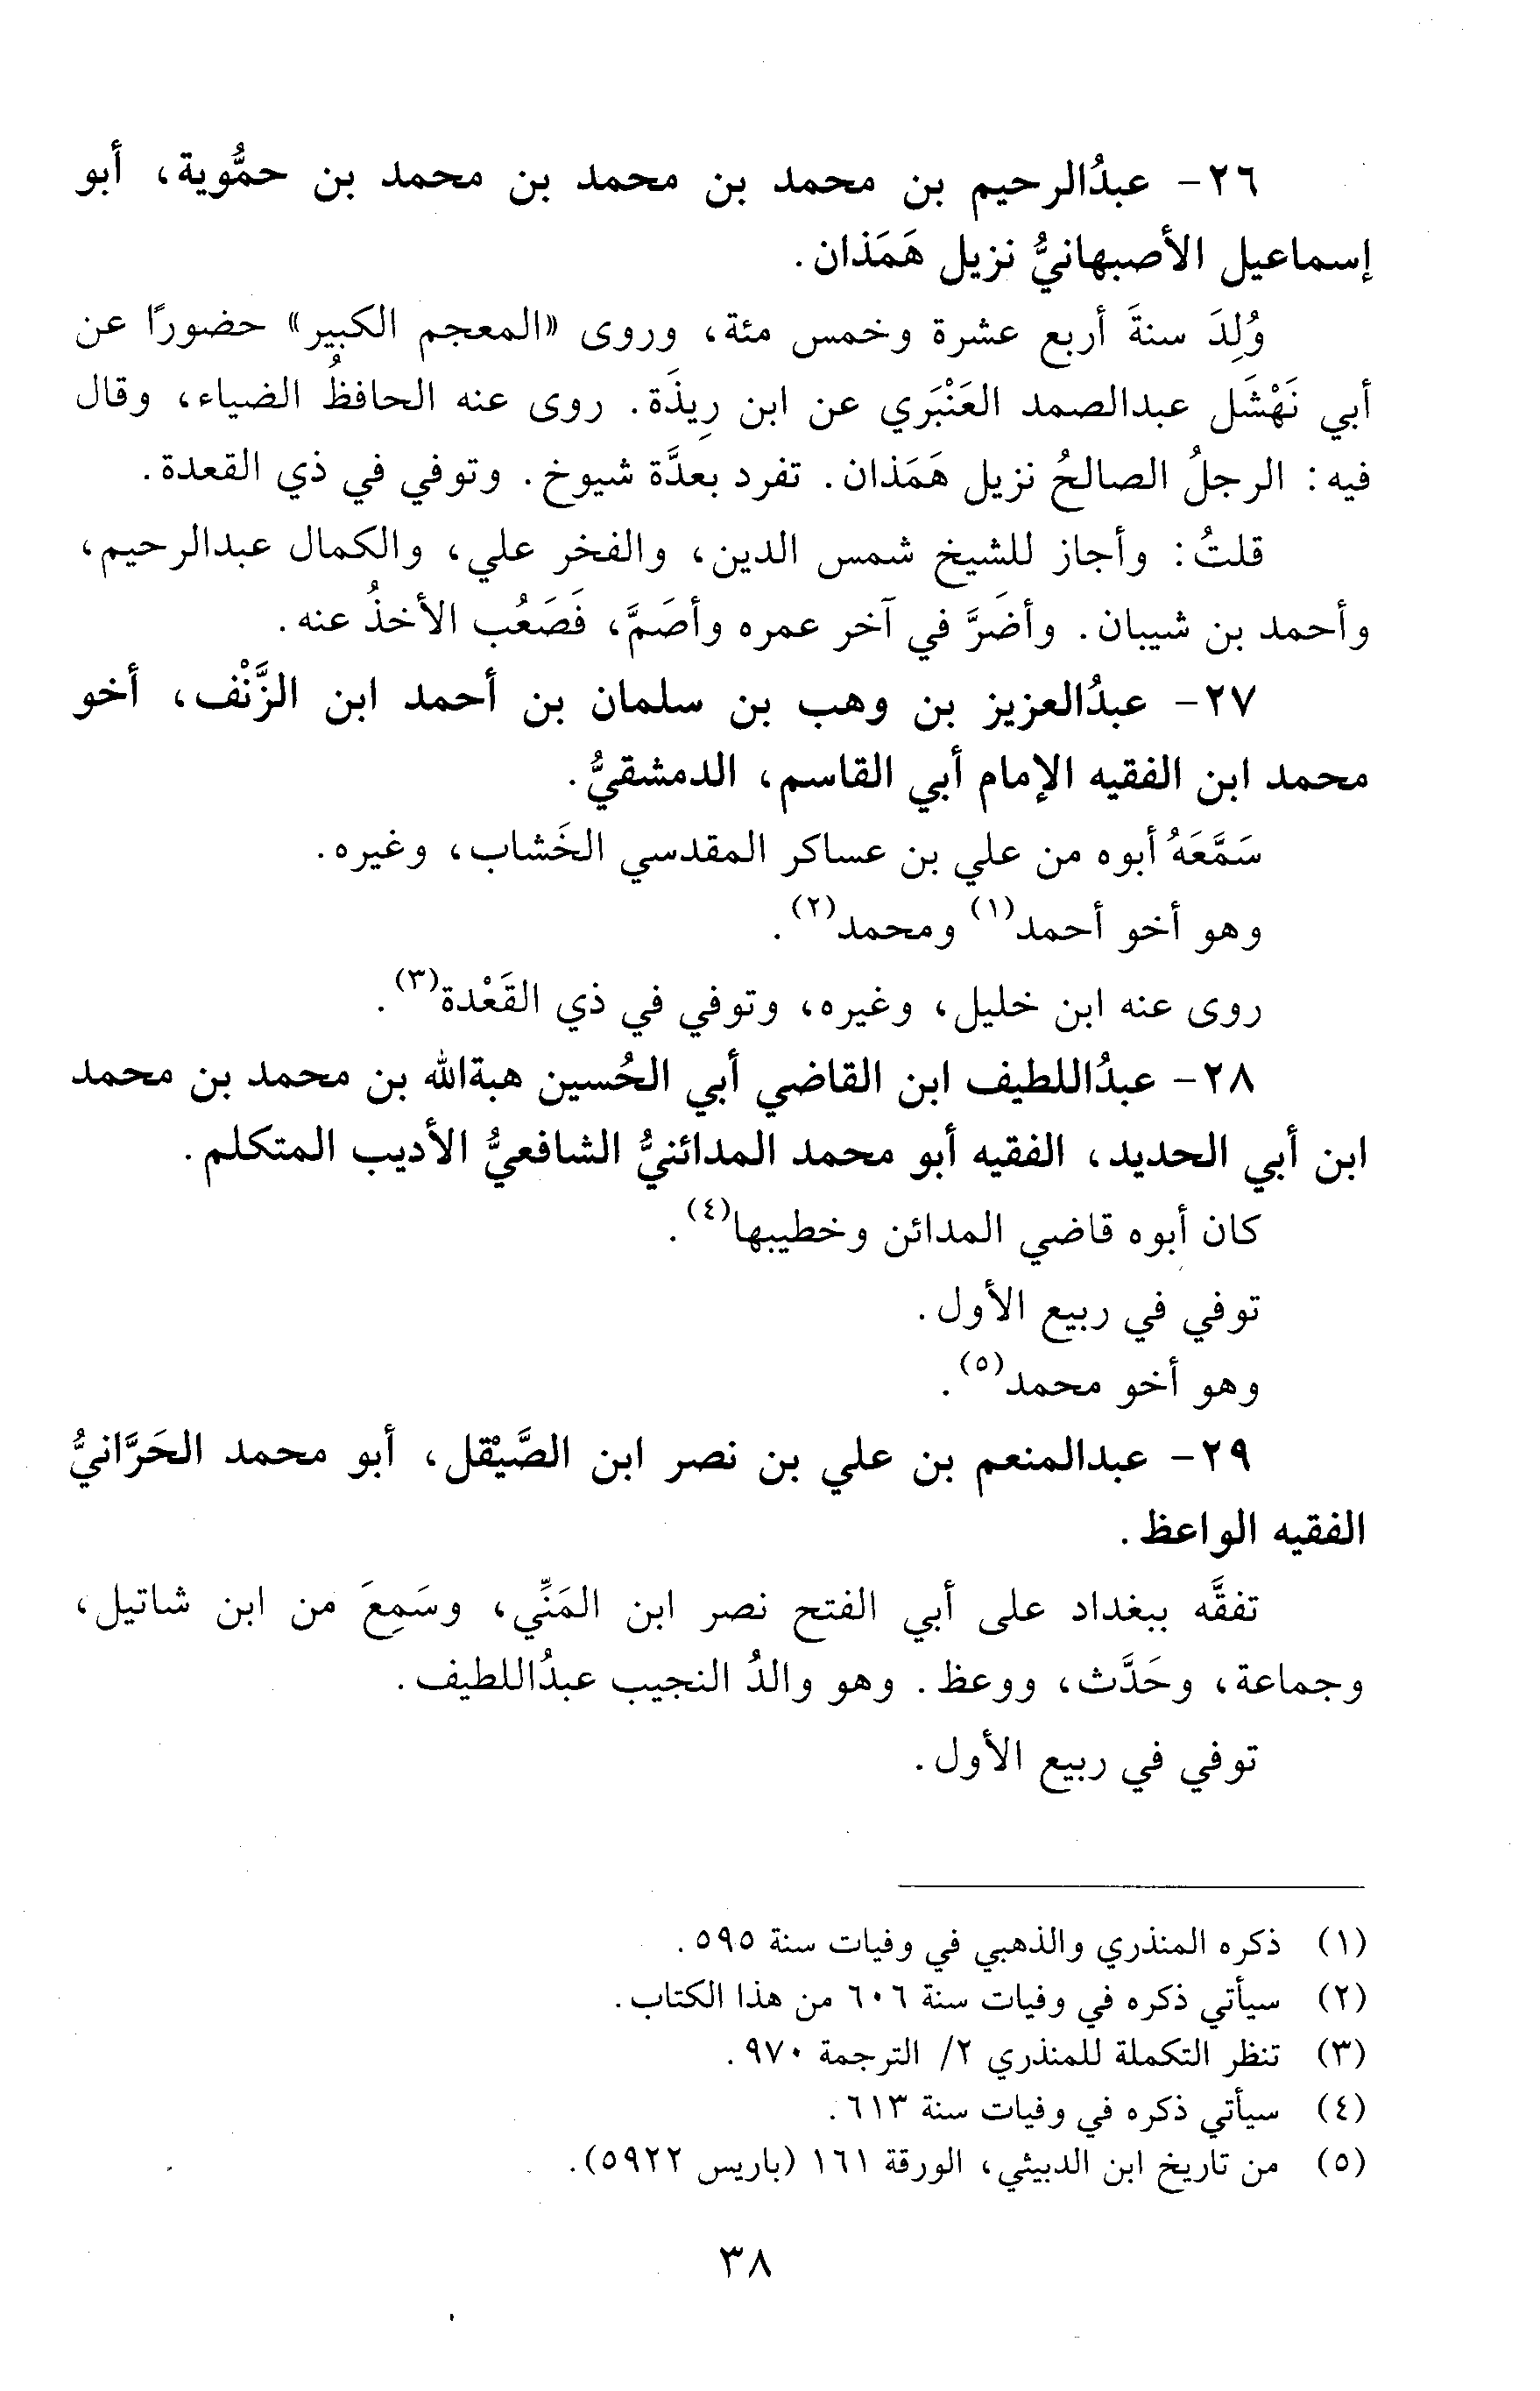 ٢٦- عبدُالرحيم بن محمد بن محمد بن محمد بن حمُّوية، أبو
إسماعيل الأصبهانيُّ نزيل هَمَذان.
وُلِدَ سنةَ أربع عشرة وخمس مئة، وروى «المعجم الكبير» حضورًا عن
أبي نَهْشَل عبدالصمد العَنْبَري عن ابن رِيذَة. روى عنه الحافظُ الضياء، وقال
فيه: الرجلُ الصالحُ نزيل هَمَذان. تفرد بعدَّة شيوخ. وتوفي في ذي القعدة.
قلتُ: وأجاز للشيخ شمس الدين، والفخر علي، والكمال عبدالرحيم،
وأحمد بن شيبان. وأضَرَّ في آخر عمره وأصَمَّ، فَصَعُب الأخذُ عنه.
٢٧- عبدُالعزيز بن وهب بن سلمان بن أحمد ابن الزَّنْف، أخو
محمد ابن الفقيه الإمام أبي القاسم، الدمشقيُّ.
سَمَّعَهُ أبوه من علي بن عساكر المقدسي الخَشاب، وغيره.
وهو أخو أحمد(١) ومحمد(٢).
روى عنه ابن خليل، وغيره، وتوفي في ذي القَعْدة(٣).
٢٨- عبدُاللطيف ابن القاضي أبي الحُسين هبةالله بن محمد بن محمد
ابن أبي الحديد، الفقيه أبو محمد المدائنيُّ الشافعيُّ الأديب المتكلم.
كان أبوه قاضي المدائن وخطيبها(٤).
توفي في ربيع الأول.
وهو أخو محمد(٥).
٢٩- عبدالمنعم بن علي بن نصر ابن الصَّيْقل، أبو محمد الحَرَّانيُّ
الفقيه الواعظ.
تفقَّه ببغداد على أبي الفتح نصر ابن المَنِّي، وسَمِعَ من ابن شاتيل،
وجماعة، وحَدَّث، ووعظ. وهو والدُ النجيب عبدُاللطيف.
توفي في ربيع الأول.
(١) ذكره المنذري والذهبي في وفيات سنة ٥٩٥.
(٢) سيأتي ذكره في وفيات سنة ٦٠٦ من هذا الكتاب.
(٣) تنظر التكملة للمنذري ٢/ الترجمة ٩٧٠.
(٤) سيأتي ذكره في وفيات سنة ٦١٣.
(٥) من تاريخ ابن الدبيثي، الورقة ١٦١ (باريس ٥٩٢٢).
٣٨